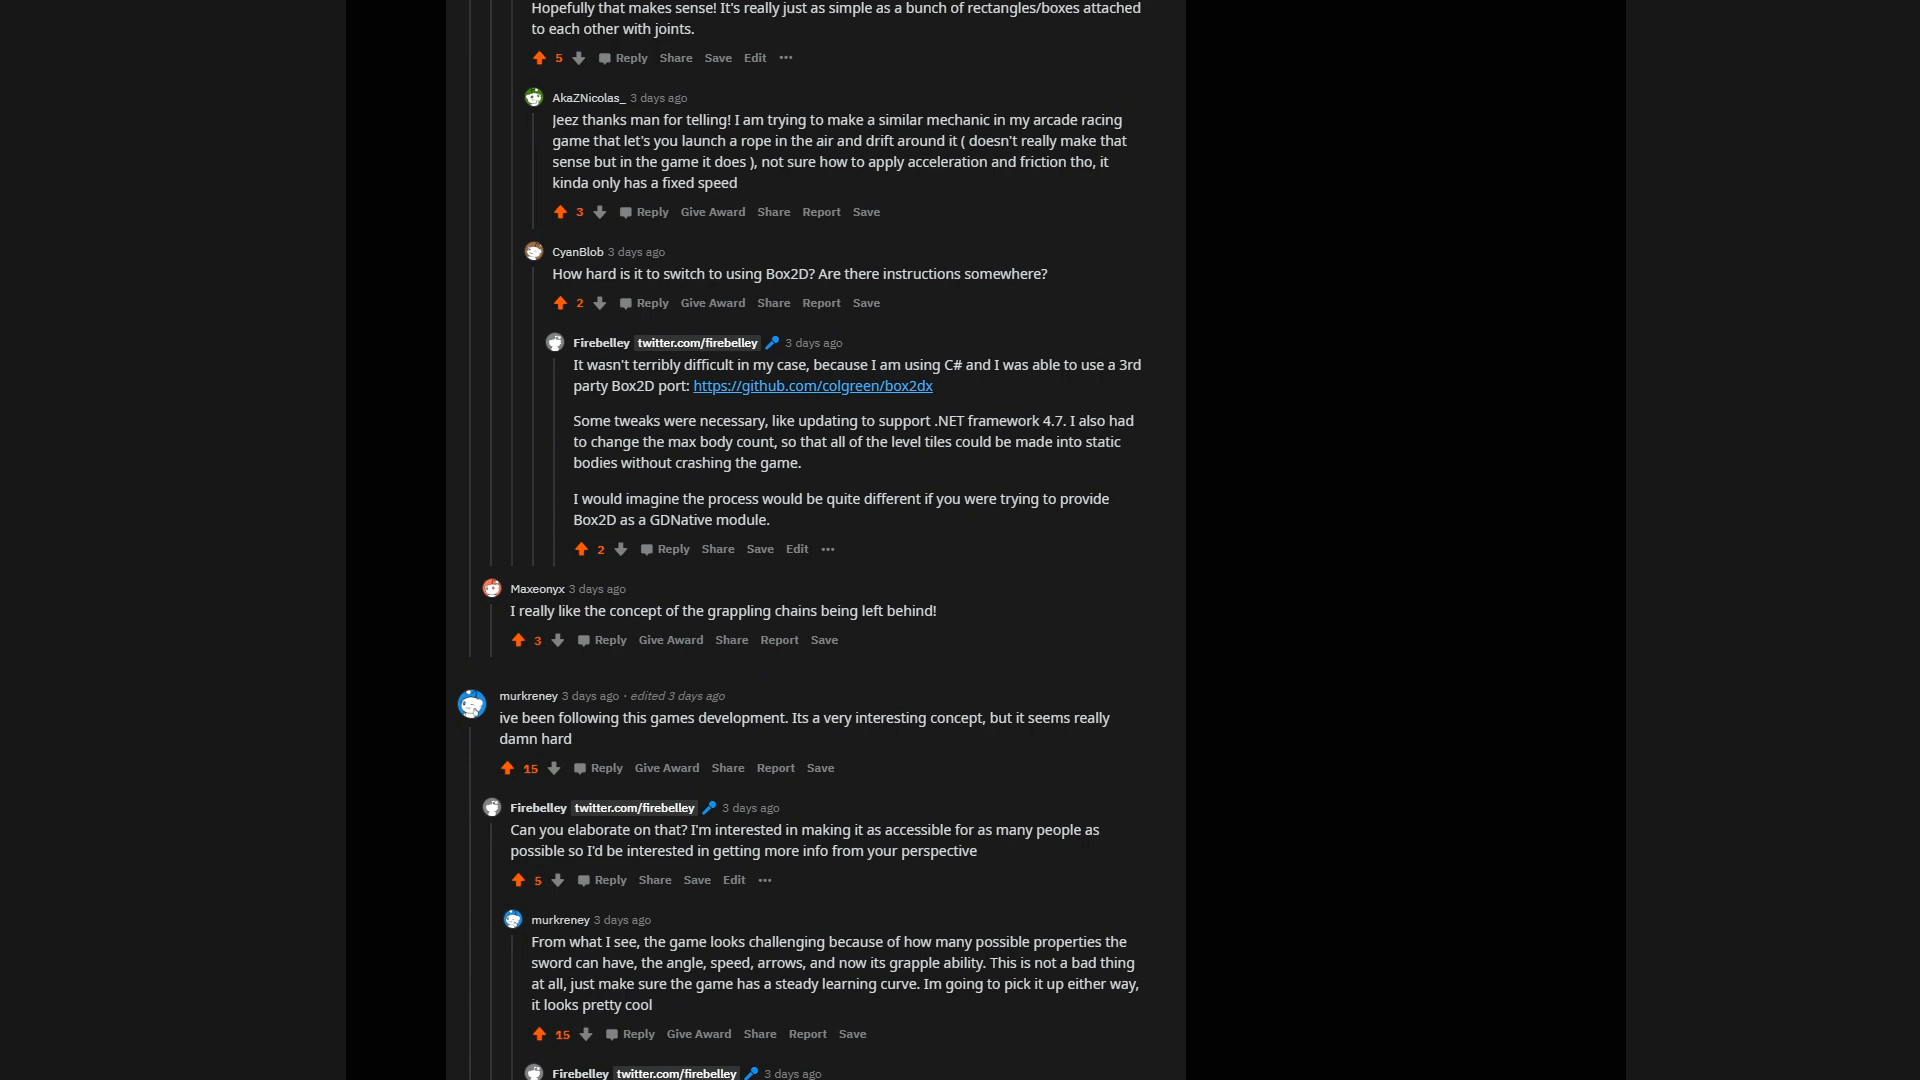 Hopefully that makes sense! It's really just as simple as a bunch of rectangles/boxes attached
to each other with joints.
5 Reply Share Save Edit •••
AkaZNicolas_ 3 days ago
Jeez thanks man for telling! I am trying to make a similar mechanic in my arcade racing
game that let's you launch a rope in the air and drift around it ( doesn't really make that
sense but in the game it does ), not sure how to apply acceleration and friction tho, it
kinda only has a fixed speed
3 Reply Give Award Share Report Save
CyanBlob 3 days ago
How hard is it to switch to using Box2D? Are there instructions somewhere?
2 Reply Give Award Share Report Save
Firebelley twitter.com/firebelley 3 days ago
It wasn't terribly difficult in my case, because I am using C# and I was able to use a 3rd
party Box2D port: https://github.com/colgreen/box2dx
Some tweaks were necessary, like updating to support .NET framework 4.7. I also had
to change the max body count, so that all of the level tiles could be made into static
bodies without crashing the game.
I would imagine the process would be quite different if you were trying to provide
Box2D as a GDNative module.
2 Reply Share Save Edit •••
Maxeonyx 3 days ago
I really like the concept of the grappling chains being left behind!
3 Reply Give Award Share Report Save
murkreney 3 days ago · edited 3 days ago
ive been following this games development. Its a very interesting concept, but it seems really
damn hard
15 Reply Give Award Share Report Save
Firebelley twitter.com/firebelley 3 days ago
Can you elaborate on that? I'm interested in making it as accessible for as many people as
possible so I'd be interested in getting more info from your perspective
5 Reply Share Save Edit •••
murkreney 3 days ago
From what I see, the game looks challenging because of how many possible properties the
sword can have, the angle, speed, arrows, and now its grapple ability. This is not a bad thing
at all, just make sure the game has a steady learning curve. Im going to pick it up either way,
it looks pretty cool
15 Reply Give Award Share Report Save
Firebelley twitter.com/firebelley 3 days ago